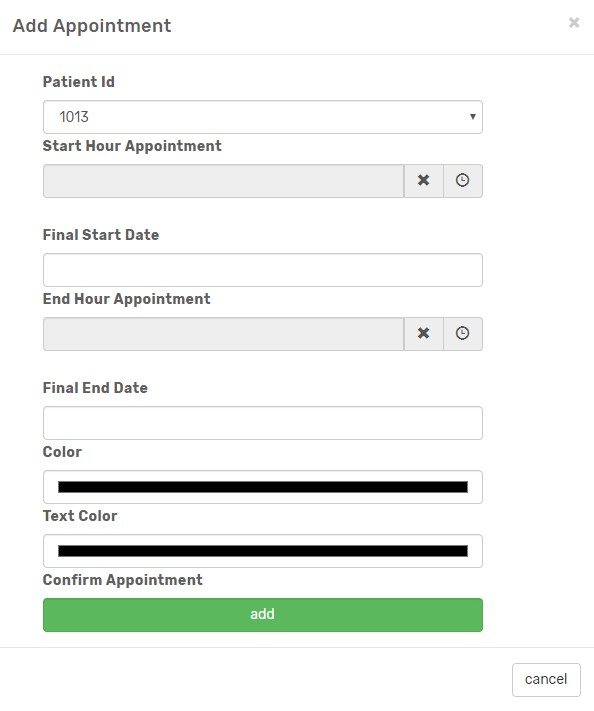 Add Appointment
Patient Id
1013
Start Hour Appointment
Final Start Date
End Hour Appointment
Final End Date
Color
Text Color
Confirm Appointment
add
cancel